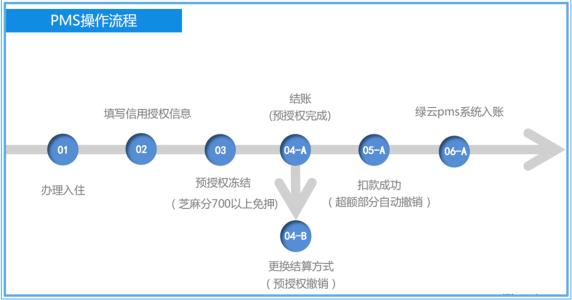 PMS操作流程
结账
(预授权完成)
填写信用授权信息
绿云pms系统入账
01
02
03
04-A
05-A
06-A
办理入住
预授权冻结
（芝麻分700以上免押)
扣款成功
（超额部分自动撤销）
04-B
更换结算方式
（预授权撤销）